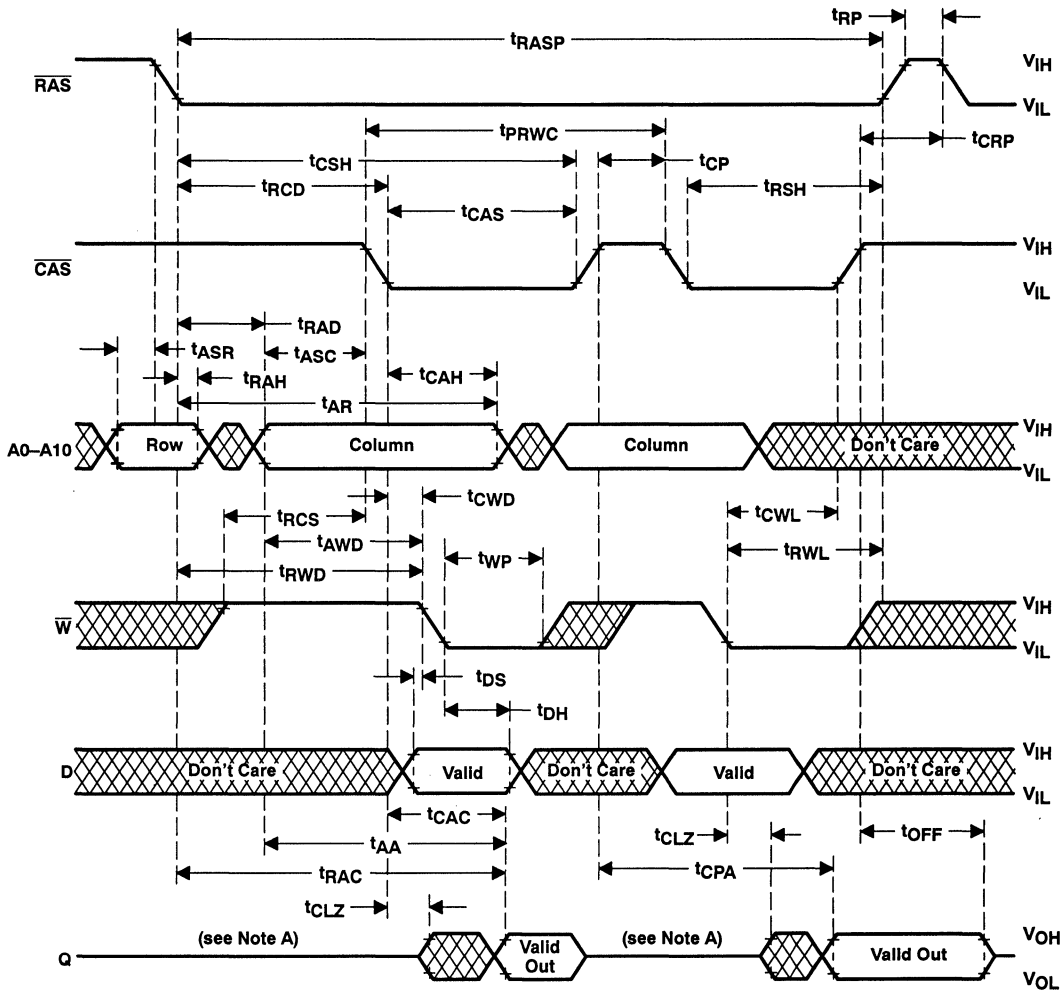 tRP
tRASP
VIH
RAS
VIL
tPRWC
tCRP
tCSH
tCP
tRCD
tRSH
tCAS
VIH
CAS
VIL
tRAD
tASR
tASC
tRAH
tCAH
tAR
VIH
A0–A10
Row
Column
Column
Don't Care
VIL
tCWD
tRCS
tCWL
tAWD
tWP
tRWL
tRWD
VIH
W
VIL
tDS
tDH
VIH
D
Don't Care
Valid
Don't Care
Valid
Don't Care
VIL
tCAC
tCLZ
tOFF
tAA
tCPA
tRAC
tCLZ
(see Note A)
Valid
Out
(see Note A)
Valid Out
VOH
Q
VOL